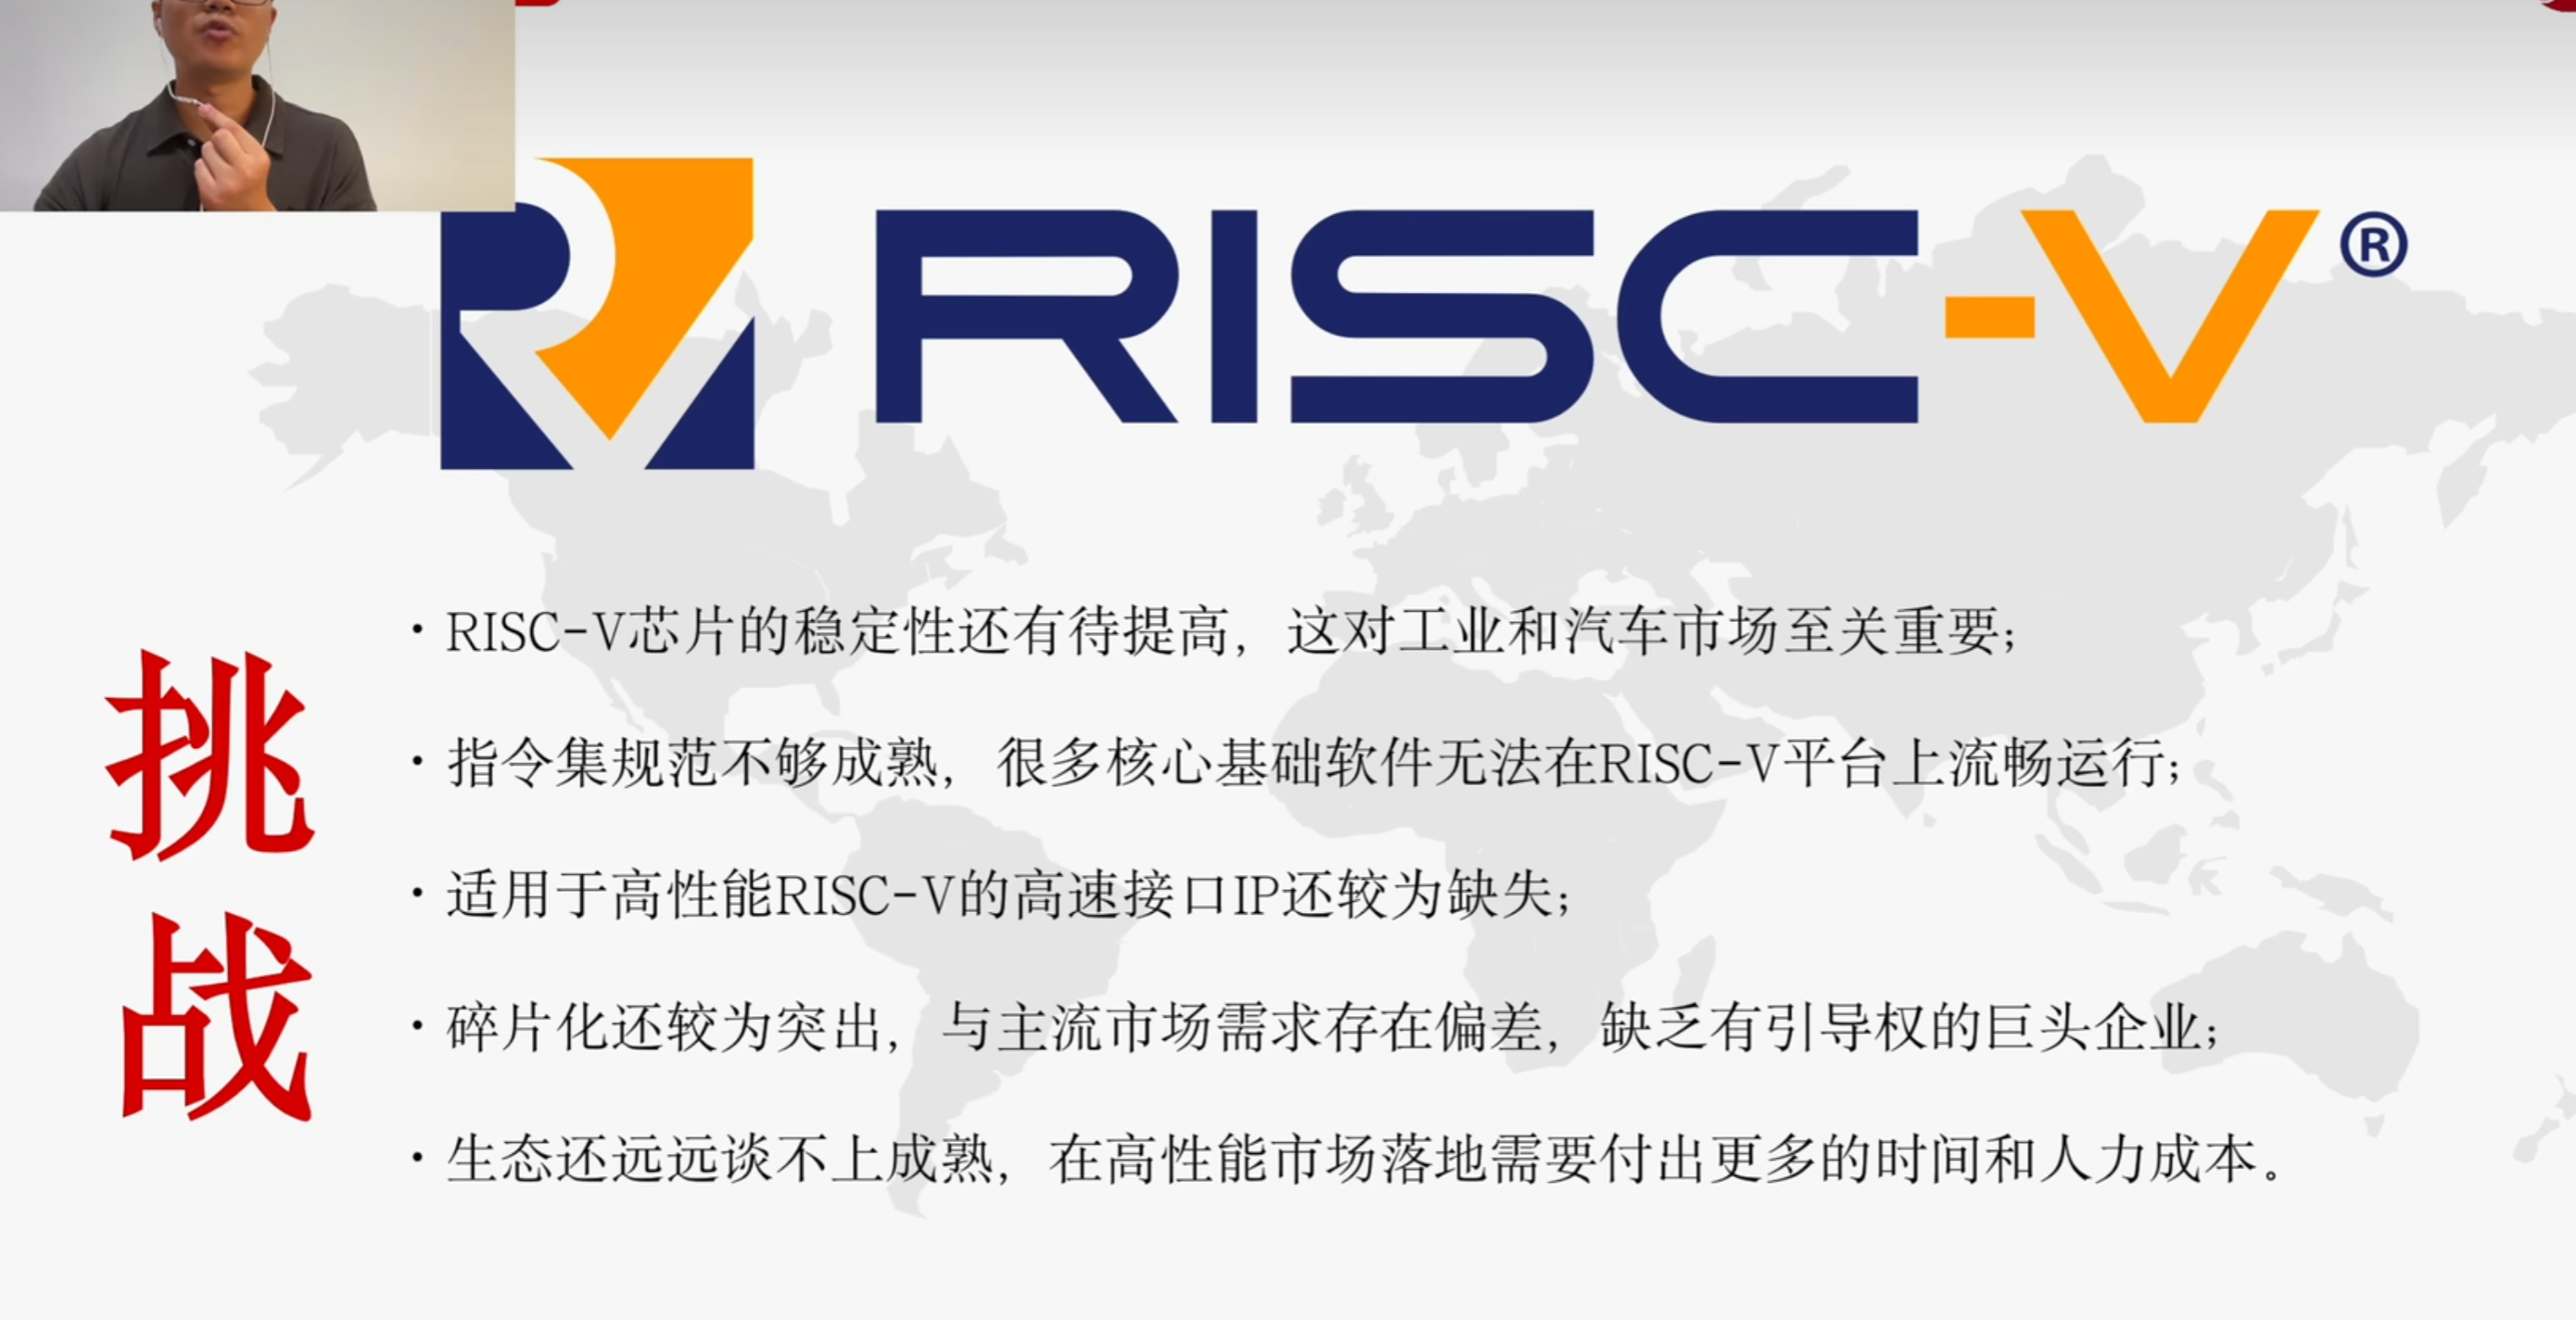 RISC-V®
挑战
· RISC-V芯片的稳定性还有待提高，这对工业和汽车市场至关重要；
· 指令集规范不够成熟，很多核心基础软件无法在RISC-V平台上流畅运行；
· 适用于高性能RISC-V的高速接口IP还较为缺失；
· 碎片化还较为突出，与主流市场需求存在偏差，缺乏有引导权的巨头企业；
· 生态还远远谈不上成熟，在高性能市场落地需要付出更多的时间和人力成本。